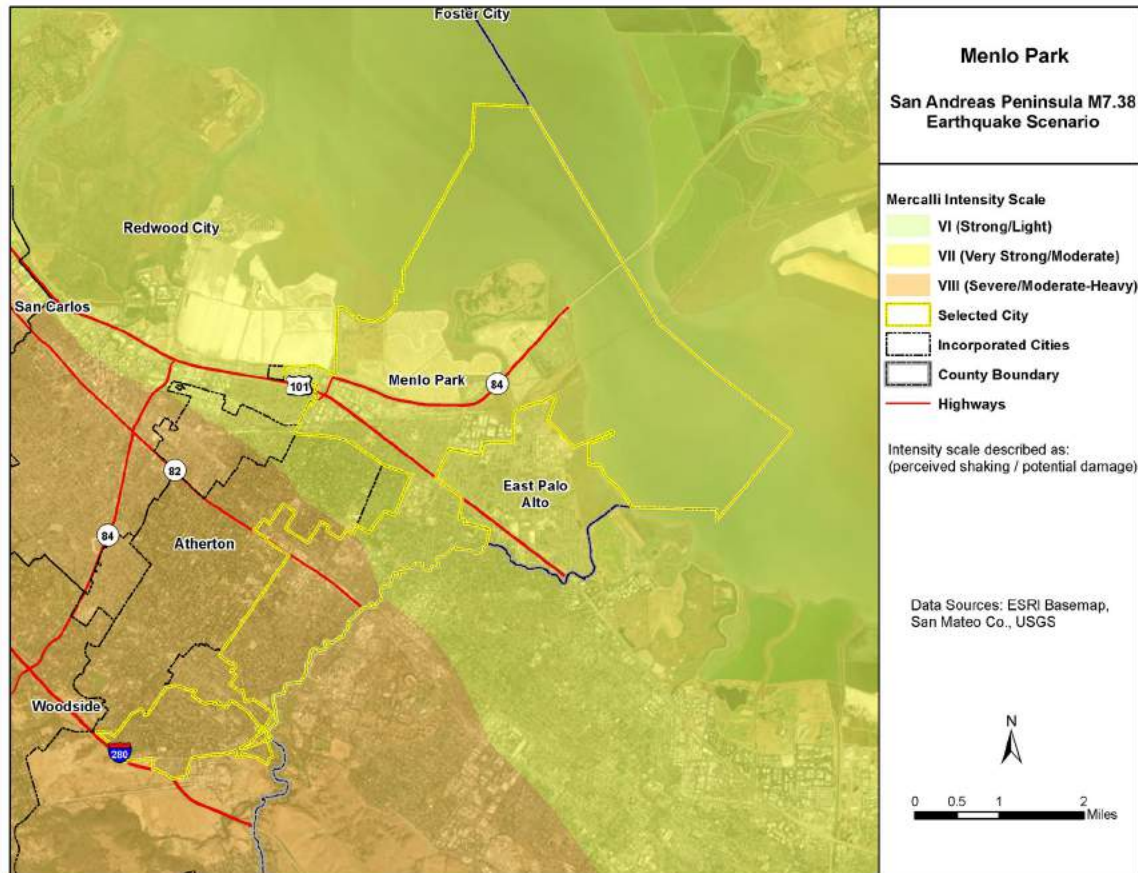 Foster City
Redwood City
San Carlos
Menlo Park
101
84
82
East Palo
Alto
84
Atherton
Woodside
280
Menlo Park
San Andreas Peninsula M7.38
Earthquake Scenario
Mercalli Intensity Scale
VI (Strong/Light)
VII (Very Strong/Moderate)
VIII (Severe/Moderate-Heavy)
Selected City
Incorporated Cities
County Boundary
Highways
Intensity scale described as:
(perceived shaking / potential damage)
Data Sources: ESRI Basemap,
San Mateo Co., USGS
N
0 0.5 1 2
Miles